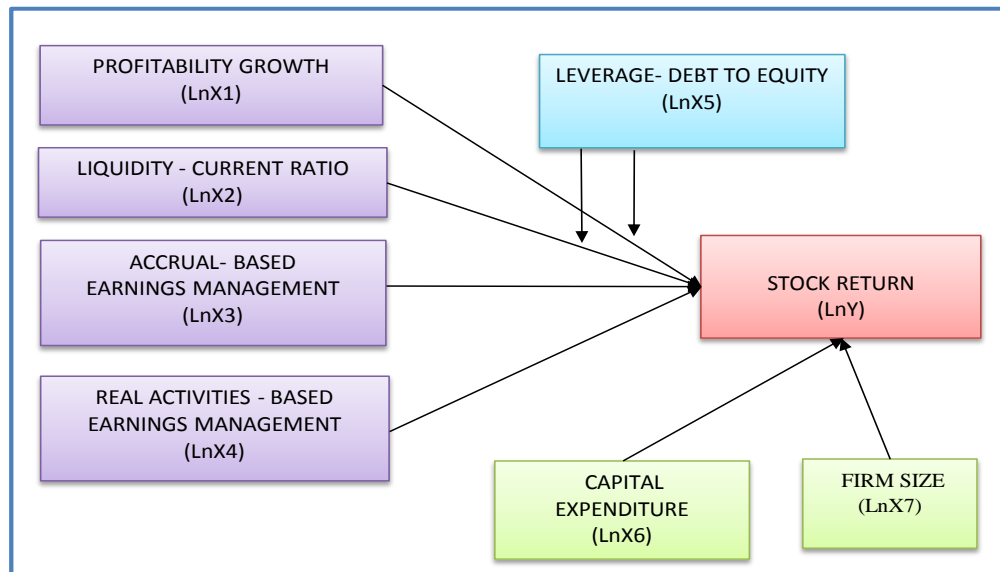 PROFITABILITY GROWTH
(LnX1)
LEVERAGE- DEBT TO EQUITY
(LnX5)
LIQUIDITY - CURRENT RATIO
(LnX2)
ACCRUAL- BASED
EARNINGS MANAGEMENT
(LnX3)
STOCK RETURN
(LnY)
REAL ACTIVITIES - BASED
EARNINGS MANAGEMENT
(LnX4)
CAPITAL
EXPENDITURE
(LnX6)
FIRM SIZE
(LnX7)